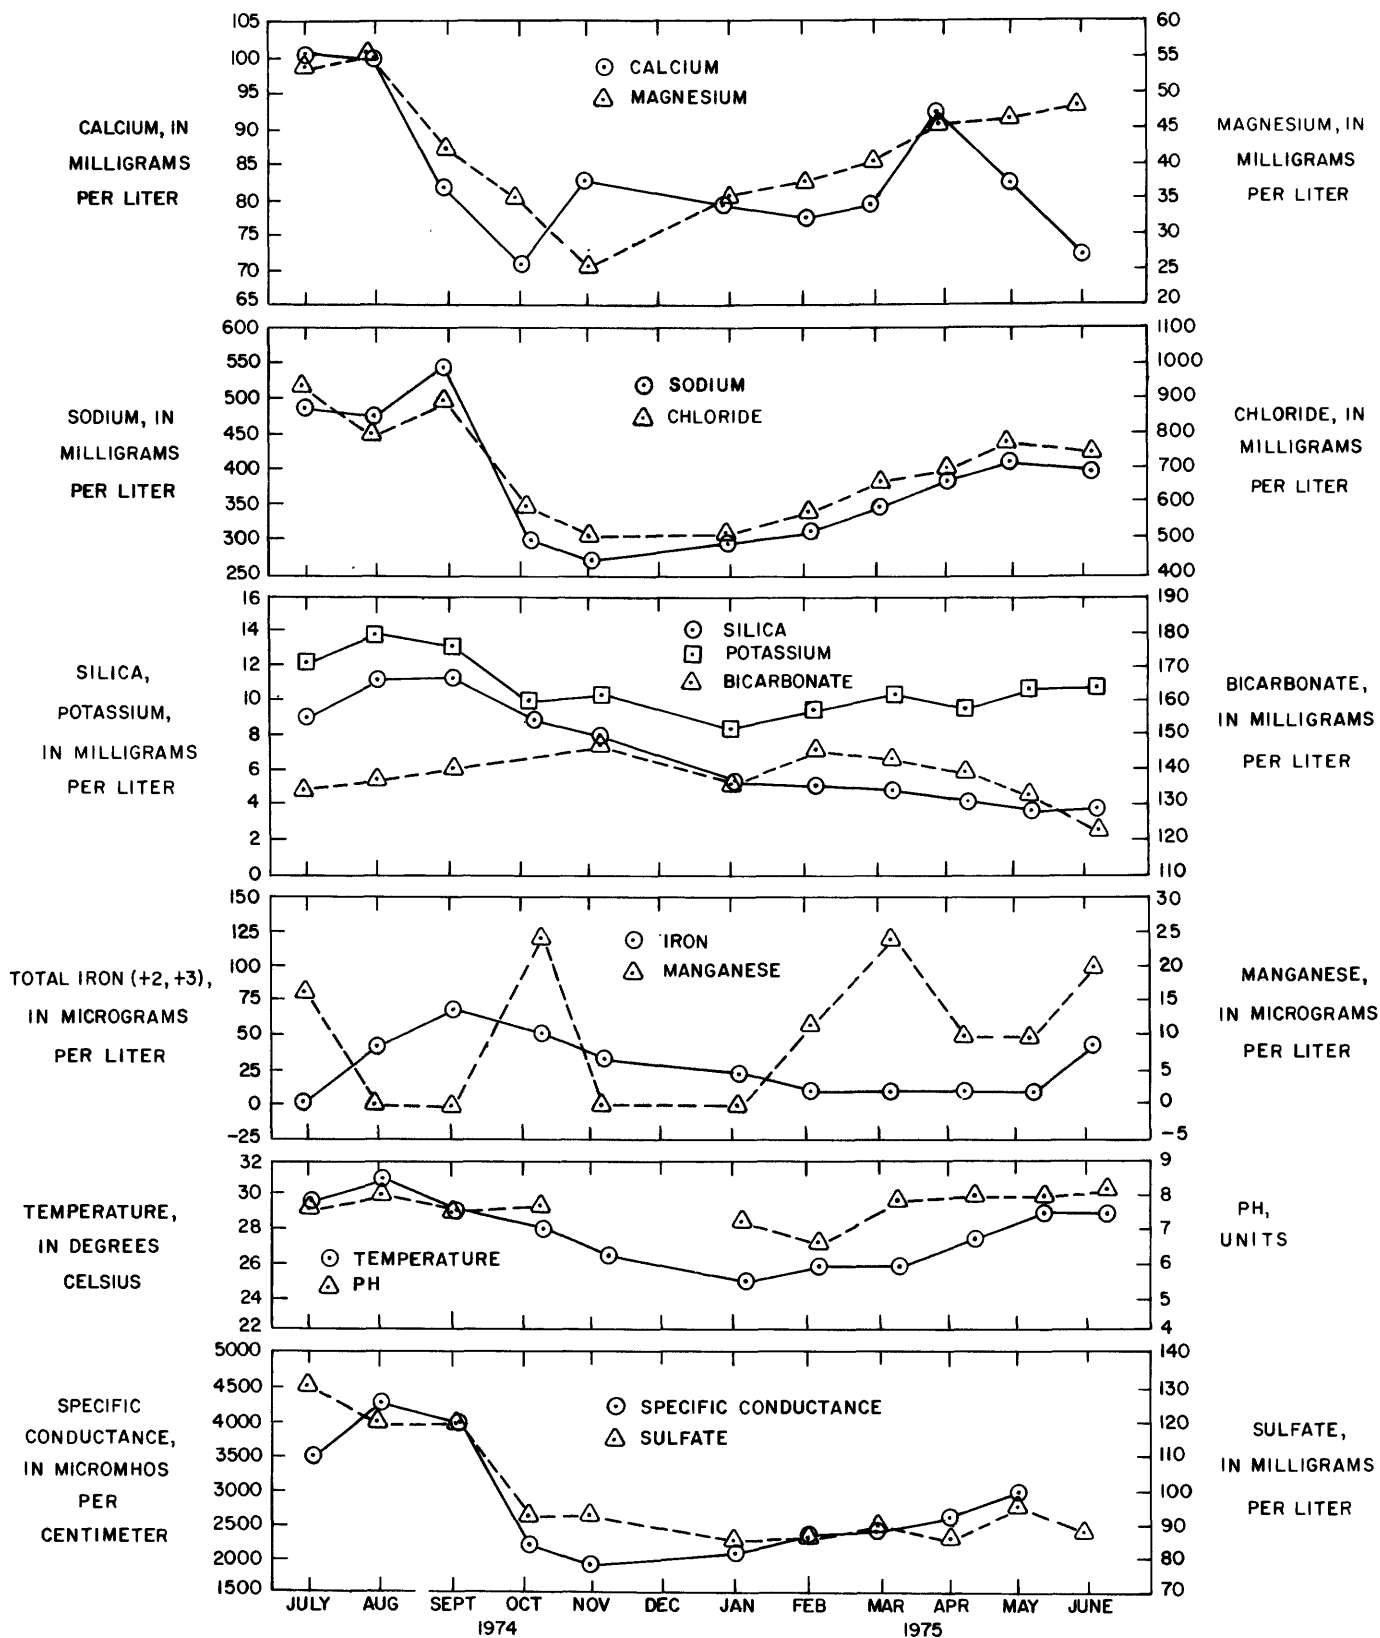 105
100
95
90
85
80
75
70
65
CALCIUM, IN
MILLIGRAMS
PER LITER
CALCIUM
MAGNESIUM
60
55
50
45
40
35
30
25
20
MAGNESIUM, IN
MILLIGRAMS
PER LITER
600
550
500
450
400
350
300
250
SODIUM, IN
MILLIGRAMS
PER LITER
SODIUM
CHLORIDE
1100
1000
900
800
700
600
500
400
CHLORIDE, IN
MILLIGRAMS
PER LITER
16
14
12
10
8
6
4
2
0
SILICA,
POTASSIUM,
IN MILLIGRAMS
PER LITER
SILICA
POTASSIUM
BICARBONATE
190
180
170
160
150
140
130
120
110
BICARBONATE,
IN MILLIGRAMS
PER LITER
150
125
100
75
50
25
0
-25
TOTAL IRON (+2, +3),
IN MICROGRAMS
PER LITER
IRON
MANGANESE
30
25
20
15
10
5
0
-5
MANGANESE,
IN MICROGRAMS
PER LITER
32
30
28
26
24
22
TEMPERATURE,
IN DEGREES
CELSIUS
TEMPERATURE
PH
9
8
7
6
5
4
PH,
UNITS
5000
4500
4000
3500
3000
2500
2000
1500
SPECIFIC
CONDUCTANCE,
IN MICROMHOS
PER
CENTIMETER
SPECIFIC CONDUCTANCE
SULFATE
140
130
120
110
100
90
80
70
SULFATE,
IN MILLIGRAMS
PER LITER
JULY AUG SEPT OCT NOV DEC JAN FEB MAR APR MAY JUNE
1974 1975